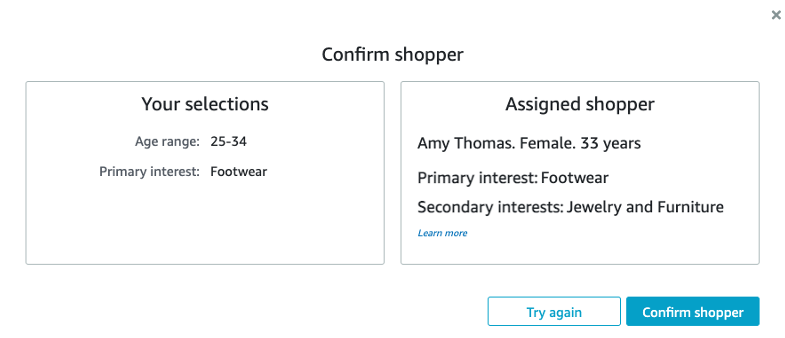 ×
Confirm shopper
Your selections
Age range: 25-34
Primary interest: Footwear
Assigned shopper
Amy Thomas. Female. 33 years
Primary interest: Footwear
Secondary interests: Jewelry and Furniture
Learn more
Try again
Confirm shopper